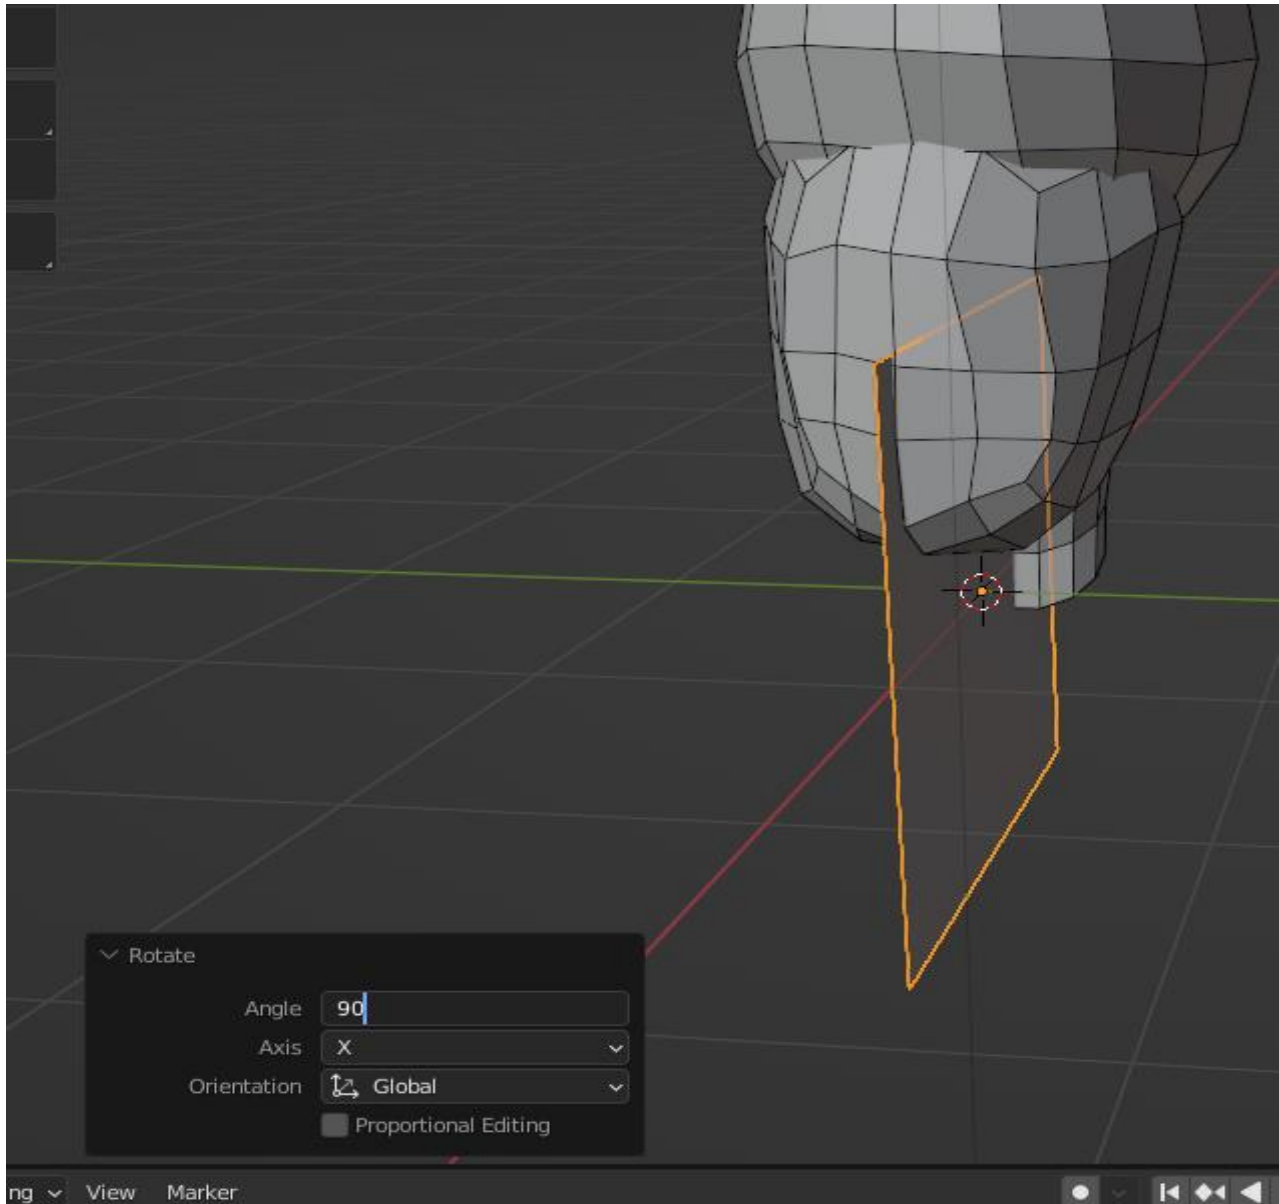 Rotate
Angle 90
Axis X
Orientation Global
Proportional Editing
ng View Marker